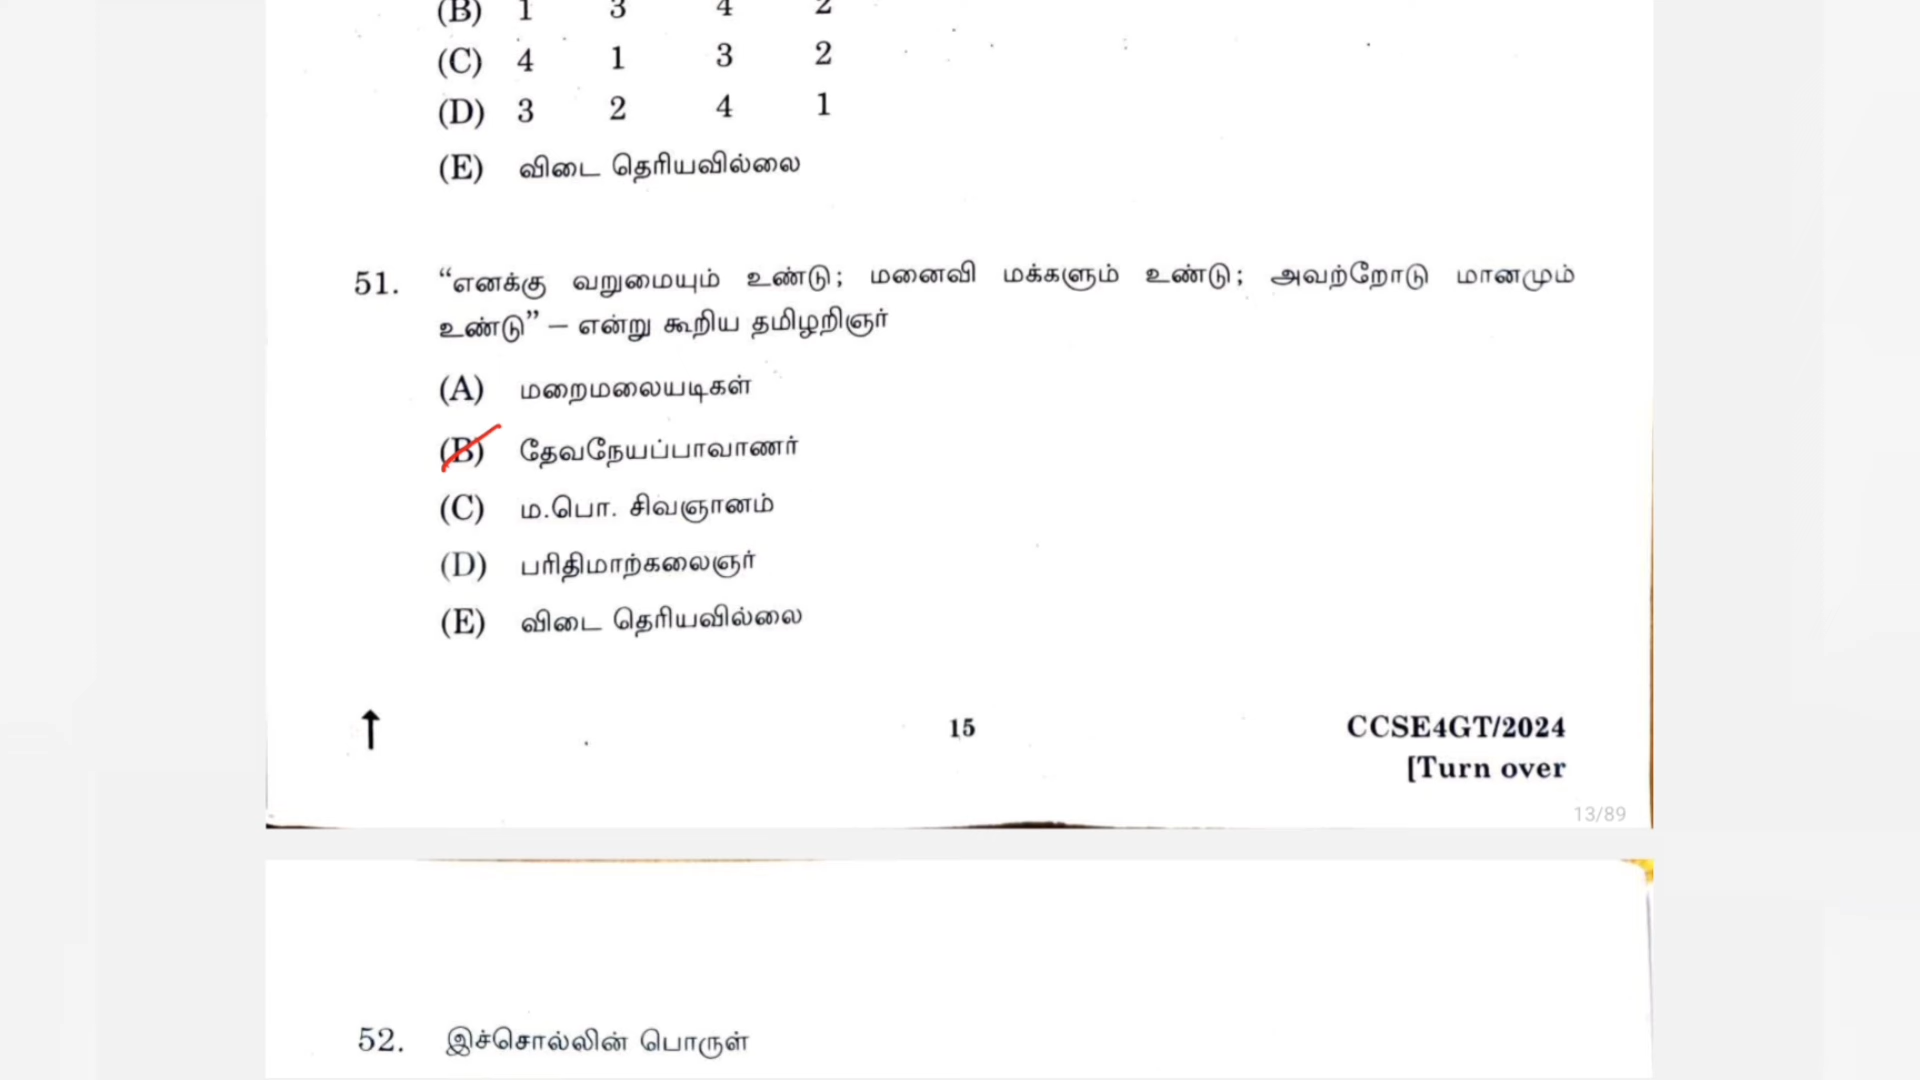 (B) 1 3 4 2
(C) 4 1 3 2
(D) 3 2 4 1
(E) விடை தெரியவில்லை
51. “எனக்கு வறுமையும் உண்டு; மனைவி மக்களும் உண்டு; அவற்றோடு மானமும்
உண்டு” – என்று கூறிய தமிழறிஞர்
(A) மறைமலையடிகள்
(B) தேவநேயப்பாவாணர்
(C) ம.பொ. சிவஞானம்
(D) பரிதிமாற்கலைஞர்
(E) விடை தெரியவில்லை
↑ 15 CCSE4GT/2024
[Turn over
13/89
52. இச்சொல்லின் பொருள்